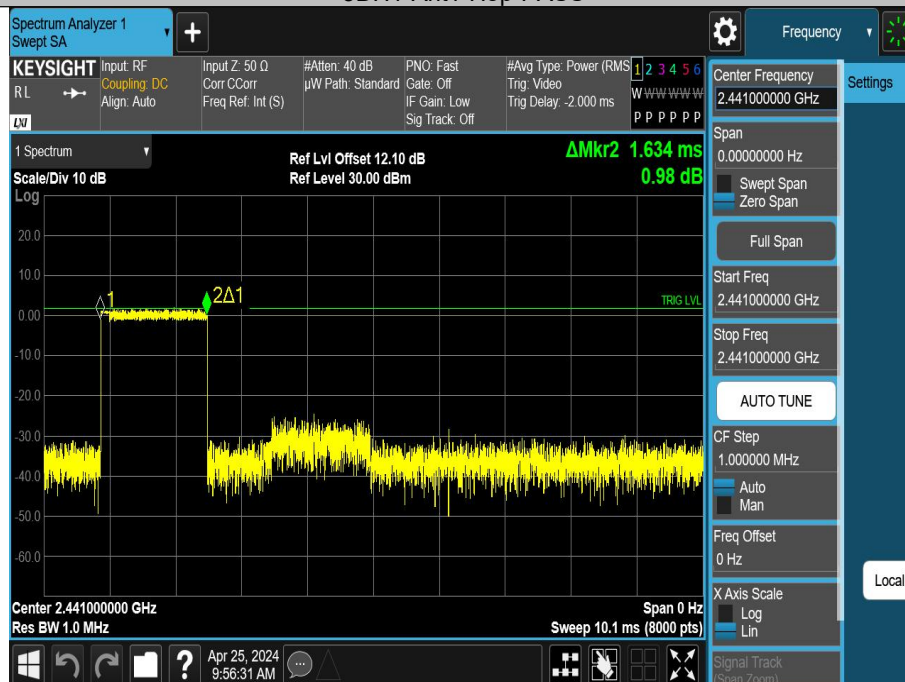 Spectrum Analyzer 1
Swept SA
+
Frequency
KEYSIGHT
RL
LXI
Input: RF
Coupling: DC
Align: Auto
Input Z: 50 Ω
Corr CCorr
Freq Ref: Int (S)
#Atten: 40 dB
µW Path: Standard
PNO: Fast
Gate: Off
IF Gain: Low
Sig Track: Off
#Avg Type: Power (RMS
Trig: Video
Trig Delay: -2.000 ms
1 2 3 4 5 6
W W W W W W
P P P P P P
1 Spectrum
Scale/Div 10 dB
Log
Ref Lvl Offset 12.10 dB
Ref Level 30.00 dBm
ΔMkr2 1.634 ms
0.98 dB
20.0
10.0
0.00
-10.0
-20.0
-30.0
-40.0
-50.0
-60.0
1
2Δ1
TRIG LVL
Center 2.441000000 GHz
Res BW 1.0 MHz
Span 0 Hz
Sweep 10.1 ms (8000 pts)
?
Apr 25, 2024
9:56:31 AM
Center Frequency
2.441000000 GHz
Span
0.00000000 Hz
Swept Span
Zero Span
Full Span
Start Freq
2.441000000 GHz
Stop Freq
2.441000000 GHz
AUTO TUNE
CF Step
1.000000 MHz
Auto
Man
Freq Offset
0 Hz
X Axis Scale
Log
Lin
Signal Track
(Span Zoom)
Settings
Local